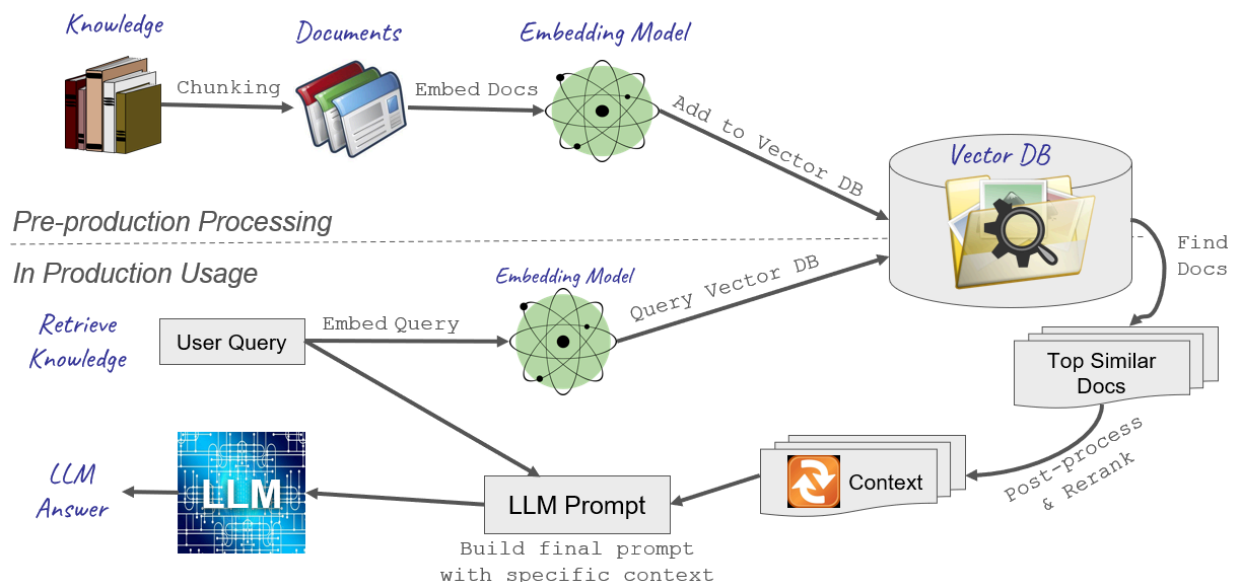 Knowledge
Documents
Embedding Model
Chunking
Embed Docs
Add to Vector DB
Vector DB
Pre-production Processing
In Production Usage
Find
Docs
Embedding Model
Query Vector DB
Retrieve
Knowledge
User Query
Embed Query
Top Similar
Docs
Post-process
& Rerank
Context
LLM
Answer
LLM
LLM Prompt
Build final prompt
with specific context